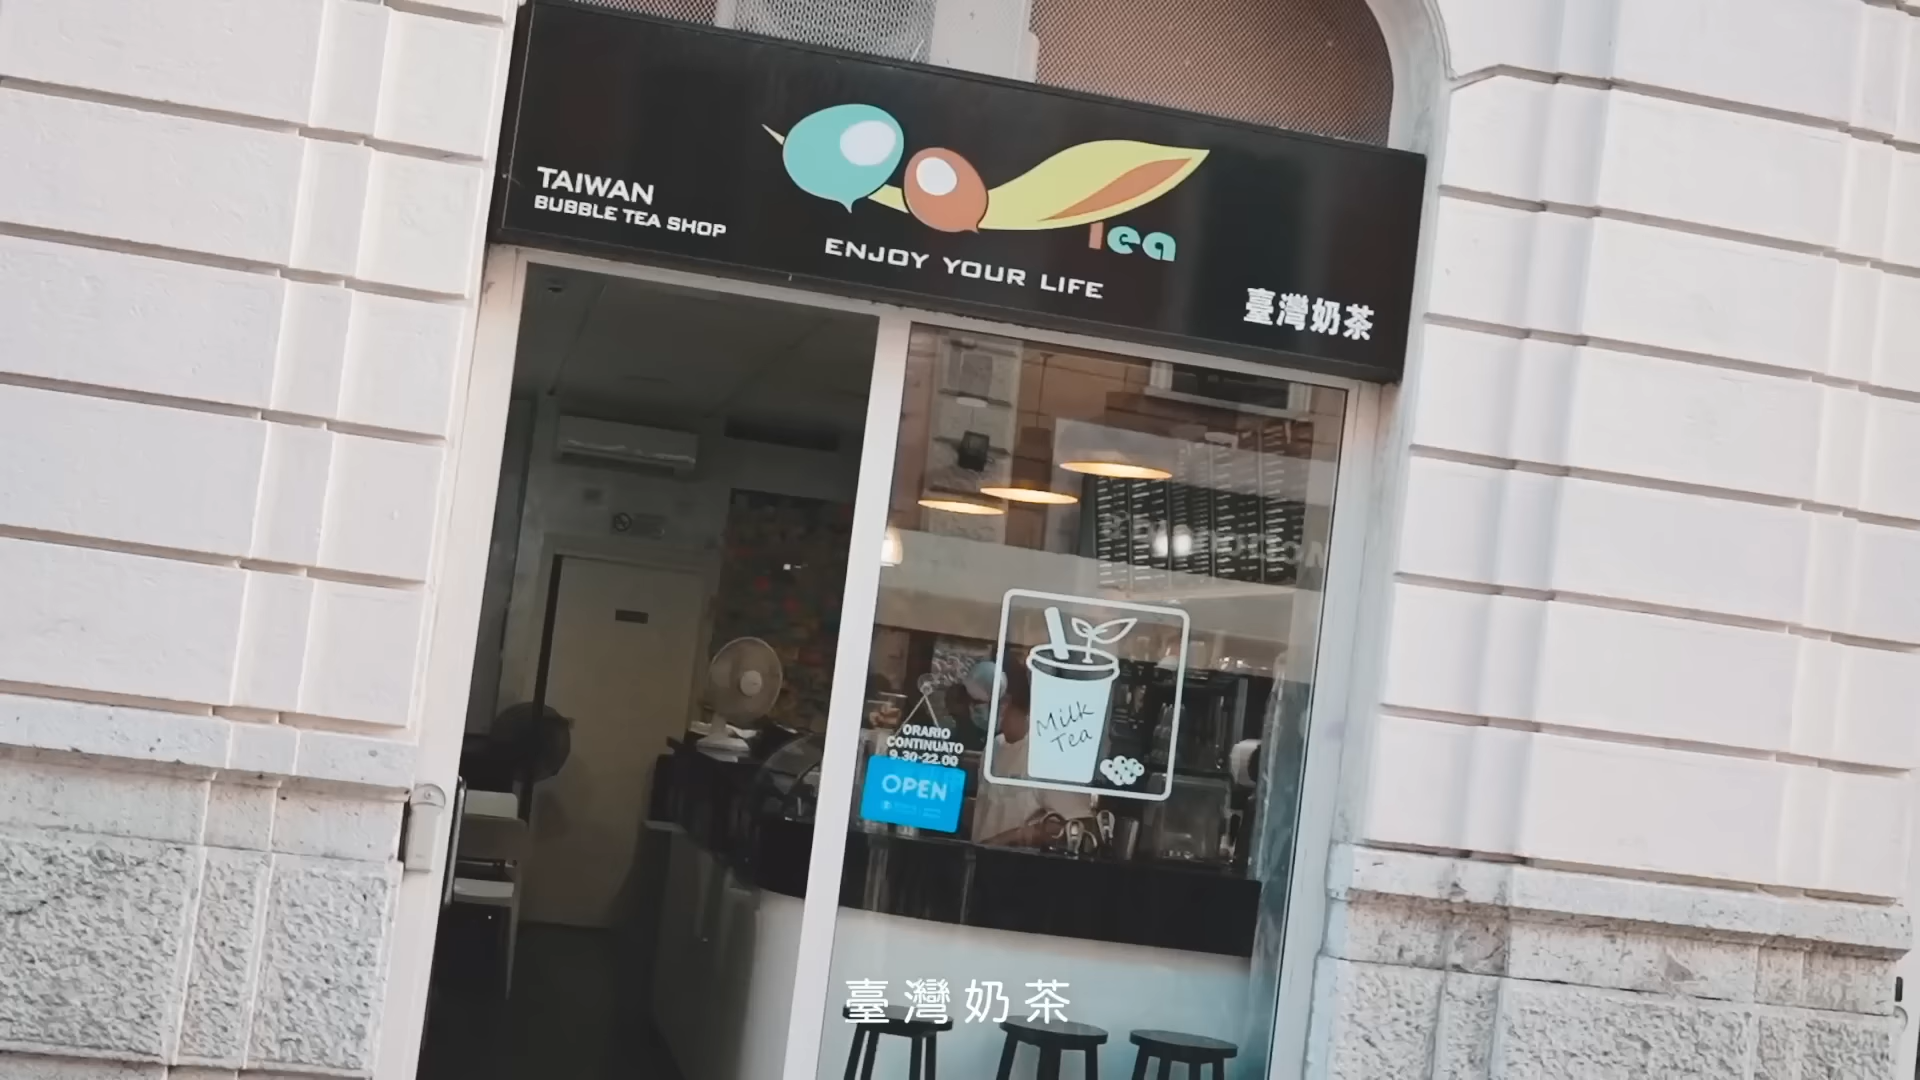 TAIWAN
BUBBLE TEA SHOP
Tea
ENJOY YOUR LIFE
臺灣奶茶
Milk
Tea
ORARIO
CONTINUATO
9.30-22.00
OPEN
臺灣奶茶